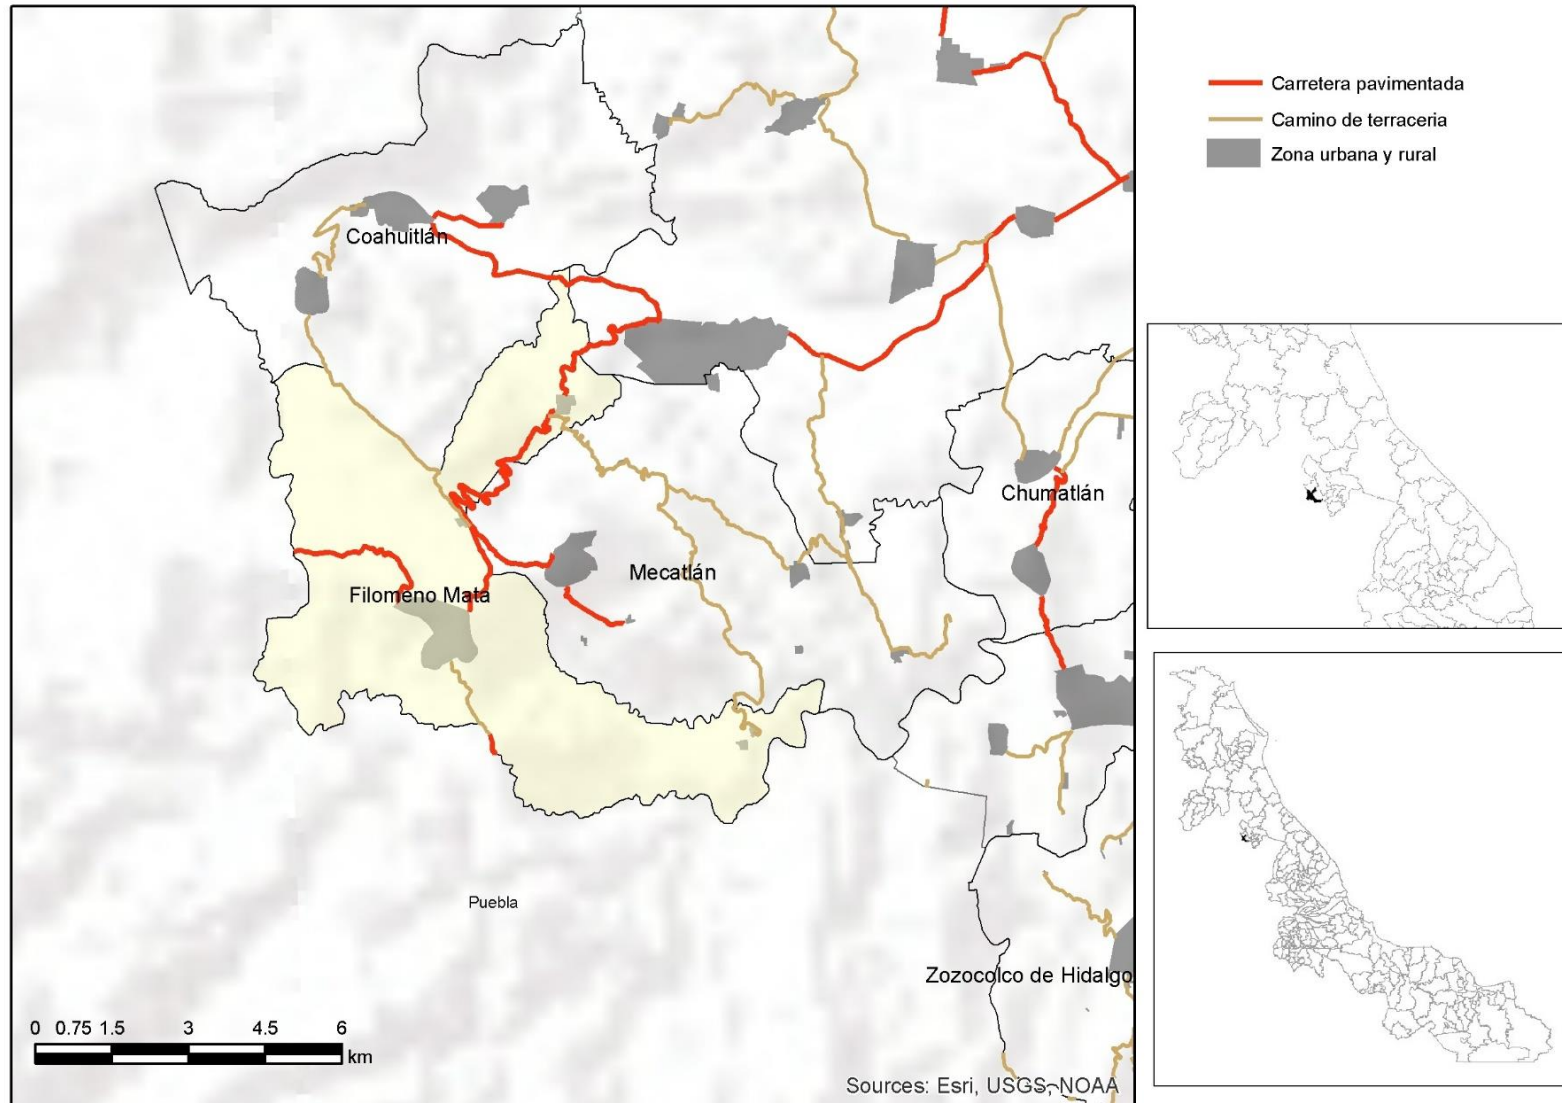 Carretera pavimentada
Camino de terraceria
Zona urbana y rural
Coahuitlán
Chumatlán
Mecatlán
Filomeno Mata
Puebla
Zozocolco de Hidalgo
0 0.75 1.5 3 4.5 6
km
Sources: Esri, USGS, NOAA